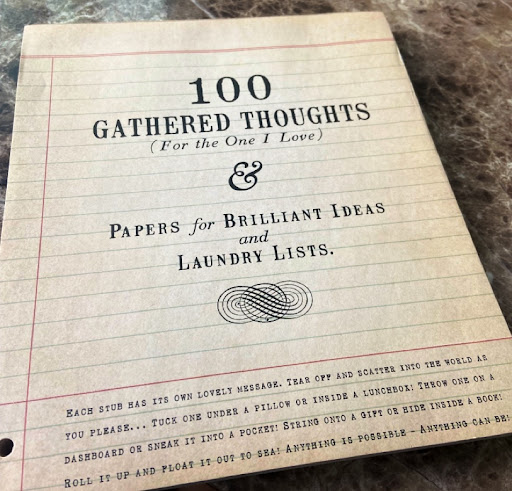 100
GATHERED THOUGHTS
(For the One I Love)
&
PAPERS for BRILLIANT IDEAS
and
LAUNDRY LISTS.
EACH STUB HAS ITS OWN LOVELY MESSAGE. TEAR OFF AND SCATTER INTO THE WORLD AS
YOU PLEASE... TUCK ONE UNDER A PILLOW OR INSIDE A LUNCHBOX! THROW ONE ON A
DASHBOARD OR SNEAK IT INTO A POCKET! STRING ONTO A GIFT OR HIDE INSIDE A BOOK!
ROLL IT UP AND FLOAT IT OUT TO SEA! ANYTHING IS POSSIBLE - ANYTHING CAN BE!